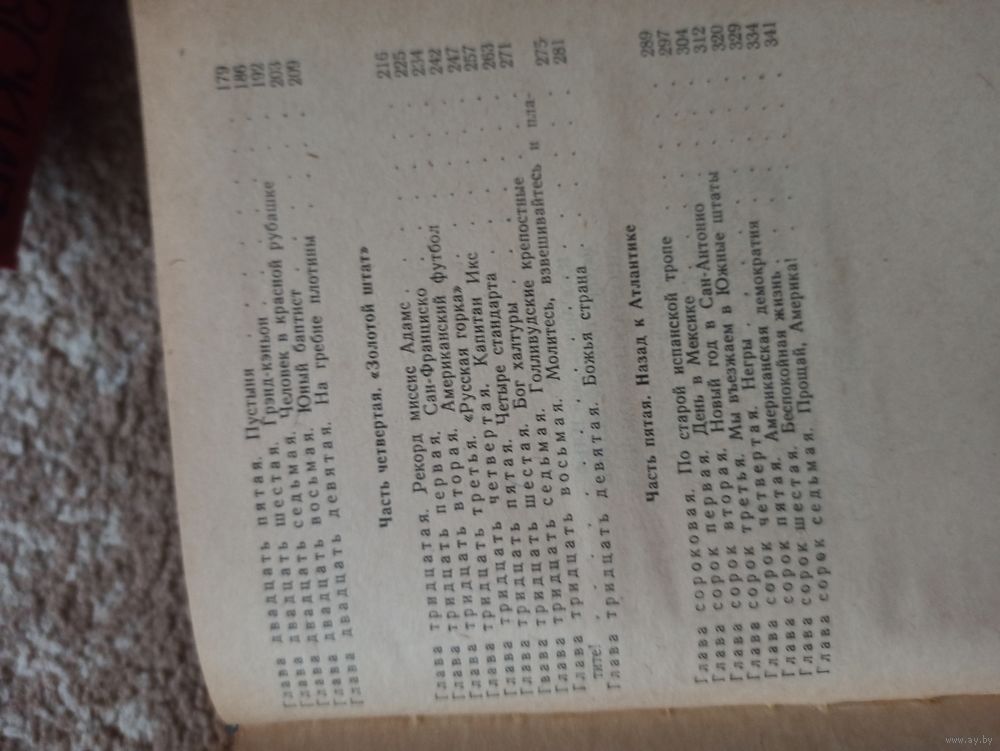 Глава двадцать пятая. Пустыня . . . . . . 179
Глава двадцать шестая. Грэнд-кэньон . . . . 186
Глава двадцать седьмая. Человек в красной рубашке 192
Глава двадцать восьмая. Юный баптист . . . . 203
Глава двадцать девятая. На гребне плотины . . . 209
Часть четвертая. «Золотой штат»
Глава тридцатая. Рекорд миссис Адамс . . . . 216
Глава тридцать первая. Сан-Франциско . . . . 225
Глава тридцать вторая. Американский футбол . . 234
Глава тридцать третья. «Русская горка» . . . . 242
Глава тридцать четвертая. Капитан Икс . . . . 247
Глава тридцать пятая. Четыре стандарта . . . . 257
Глава тридцать шестая. Бог халтуры . . . . . 263
Глава тридцать седьмая. Голливудские крепостные . 271
Глава тридцать восьмая. Молитесь, взвешивайтесь и пла-
тите! . . . . . . . . . . . . 275
Глава тридцать девятая. Божья страна . . . . 281
Часть пятая. Назад к Атлантике
Глава сороковая. По старой испанской тропе . . . 289
Глава сорок первая. День в Мексике . . . . . 297
Глава сорок вторая. Новый год в Сан-Антонио . . 304
Глава сорок третья. Мы въезжаем в Южные штаты . 312
Глава сорок четвертая. Негры . . . . . . 320
Глава сорок пятая. Американская демократия . . . 329
Глава сорок шестая. Беспокойная жизнь . . . . 334
Глава сорок седьмая. Прощай, Америка! . . . . 341
www.ay.by